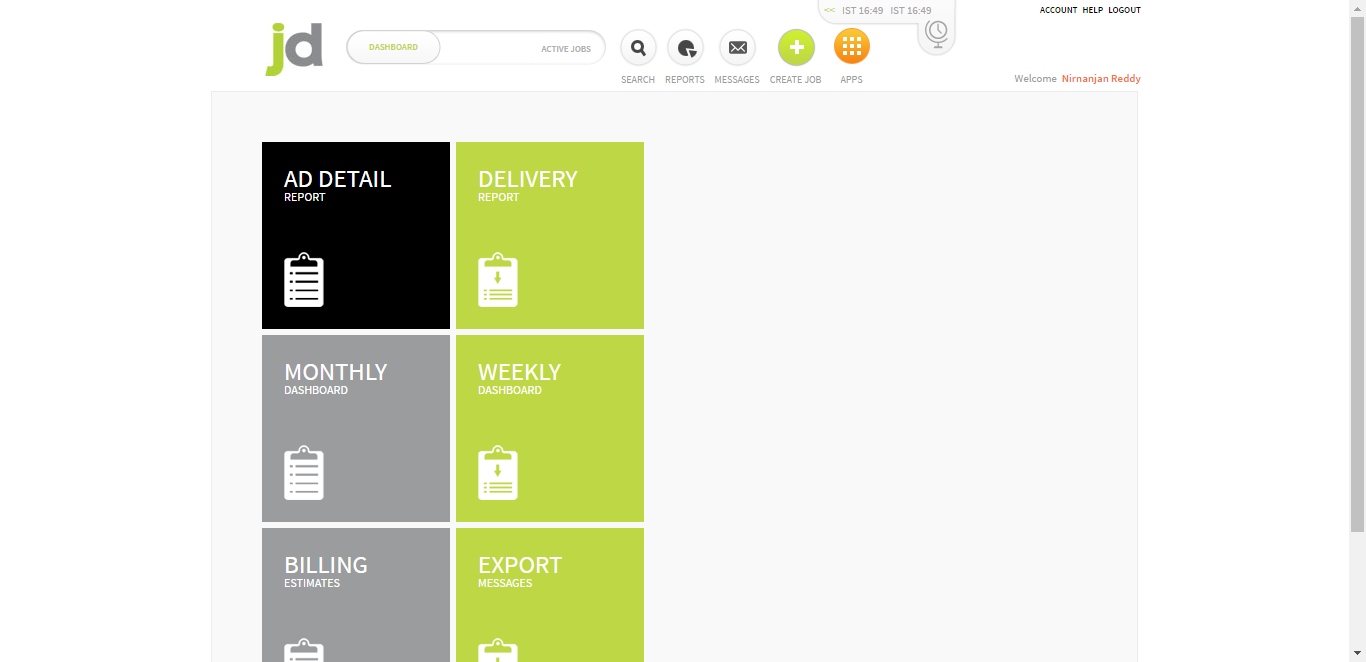 << IST 16:49 IST 16:49
ACCOUNT HELP LOGOUT
jd
DASHBOARD
ACTIVE JOBS
SEARCH REPORTS MESSAGES CREATE JOB APPS
Welcome Nirnanjan Reddy
AD DETAIL
REPORT
DELIVERY
REPORT
MONTHLY
DASHBOARD
WEEKLY
DASHBOARD
BILLING
ESTIMATES
EXPORT
MESSAGES